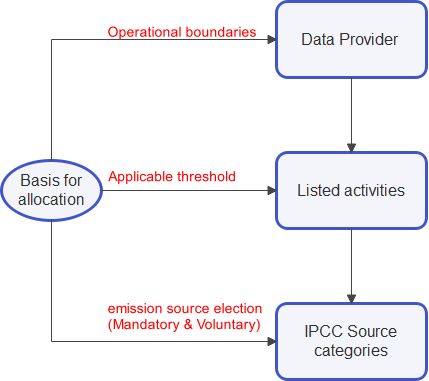 Operational boundaries
Data Provider
Basis for
allocation
Applicable threshold
Listed activities
emission source election
(Mandatory & Voluntary)
IPCC Source
categories